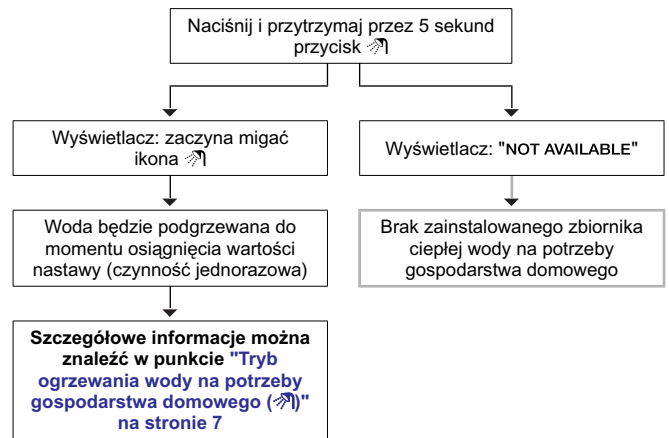 Naciśnij i przytrzymaj przez 5 sekund
przycisk
Wyświetlacz: zaczyna migać
ikona
Wyświetlacz: "NOT AVAILABLE"
Woda będzie podgrzewana do
momentu osiągnięcia wartości
nastawy (czynność jednorazowa)
Brak zainstalowanego zbiornika
ciepłej wody na potrzeby
gospodarstwa domowego
Szczegółowe informacje można
znaleźć w punkcie "Tryb
ogrzewania wody na potrzeby
gospodarstwa domowego ( )"
na stronie 7